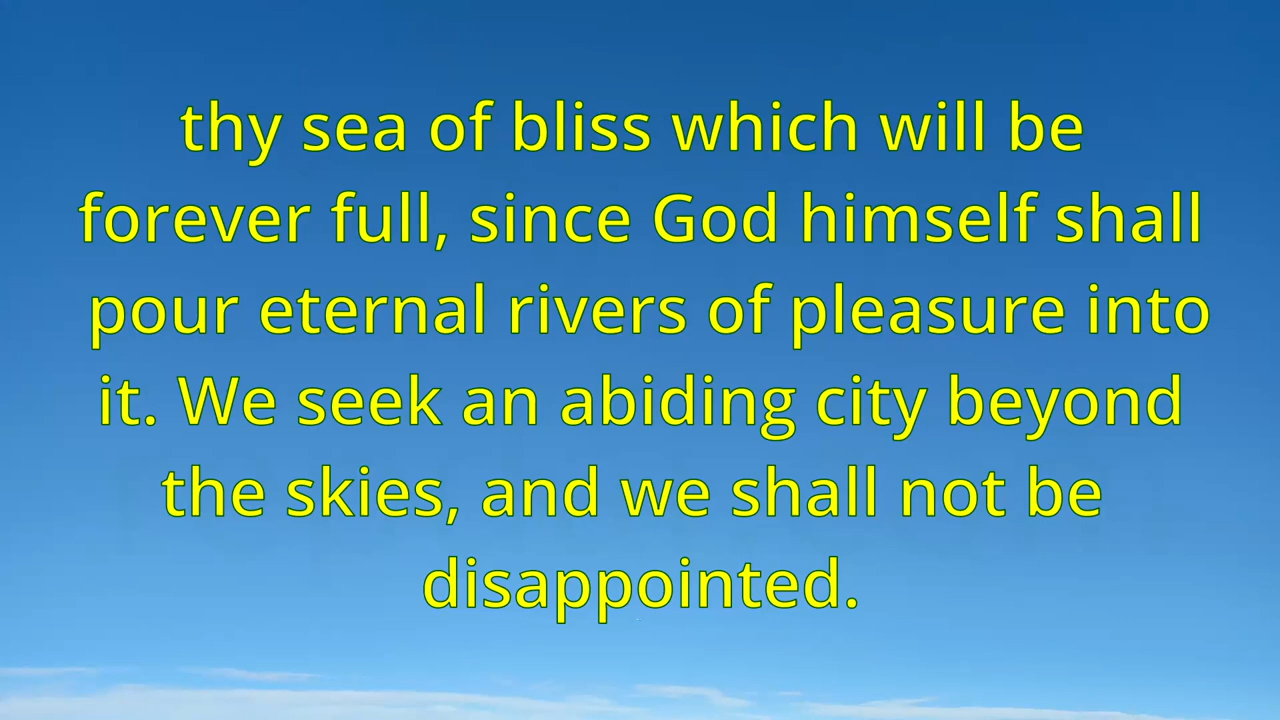 thy sea of bliss which will be
forever full, since God himself shall
pour eternal rivers of pleasure into
it. We seek an abiding city beyond
the skies, and we shall not be
disappointed.